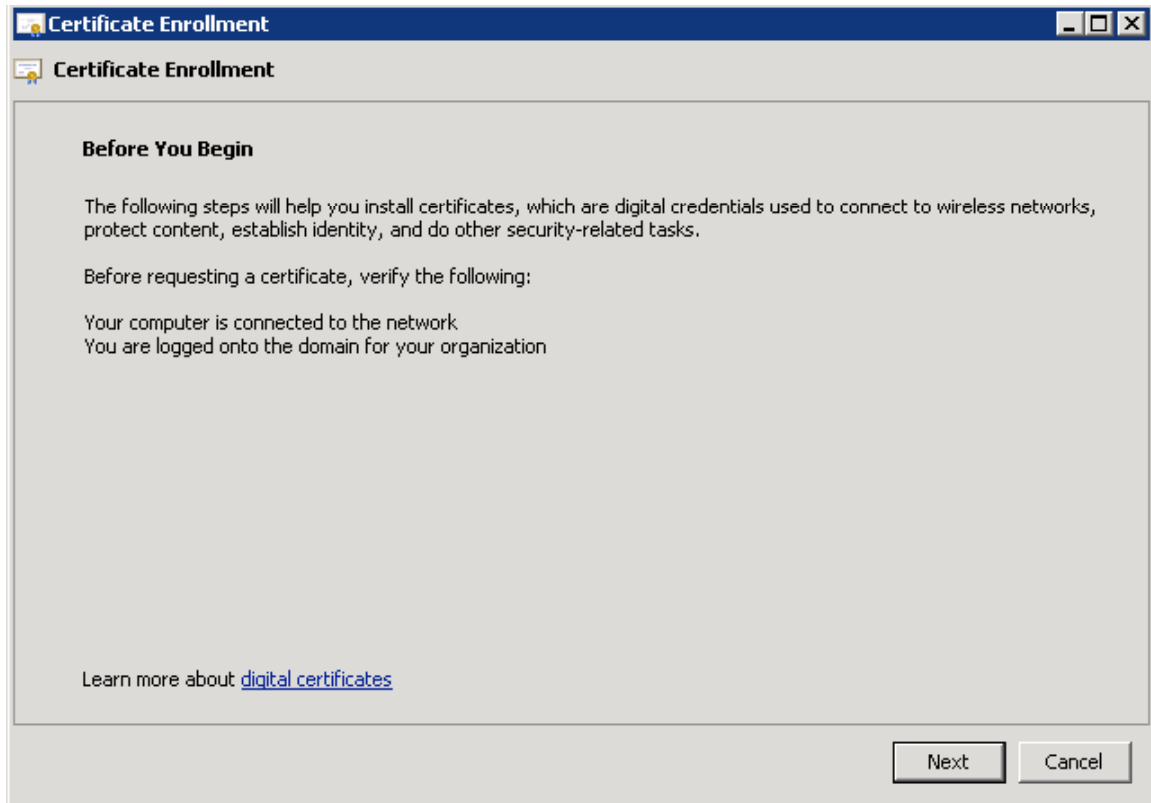 Certificate Enrollment
Certificate Enrollment
Before You Begin
The following steps will help you install certificates, which are digital credentials used to connect to wireless networks,
protect content, establish identity, and do other security-related tasks.
Before requesting a certificate, verify the following:
Your computer is connected to the network
You are logged onto the domain for your organization
Learn more about digital certificates
Next Cancel